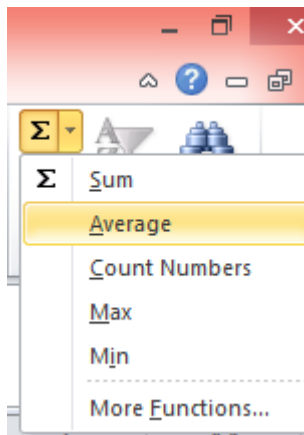 Σ
Σ Sum
Average
Count Numbers
Max
Min
More Functions...